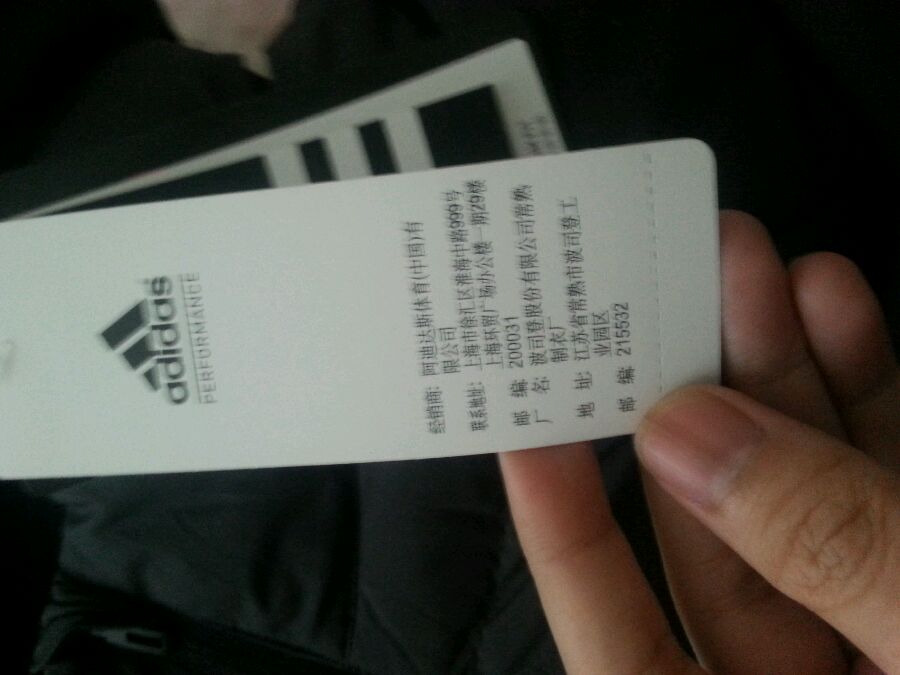 adidas
PERFORMANCE
经销商: 阿迪达斯体育(中国)有
限公司
联系地址: 上海市徐汇区淮海中路999号
上海环贸广场办公楼一期29楼
邮 编: 200031
厂 名: 波司登股份有限公司常熟
制衣厂
地 址: 江苏省常熟市波司登工
业园区
邮 编: 215532